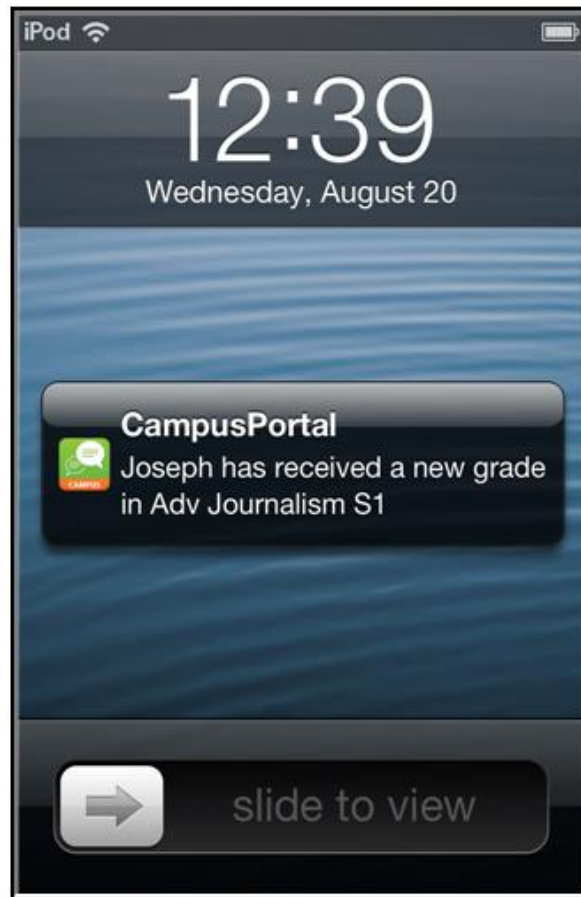 iPod
12:39
Wednesday, August 20
CampusPortal
Joseph has received a new grade
in Adv Journalism S1
CAMPUS
slide to view